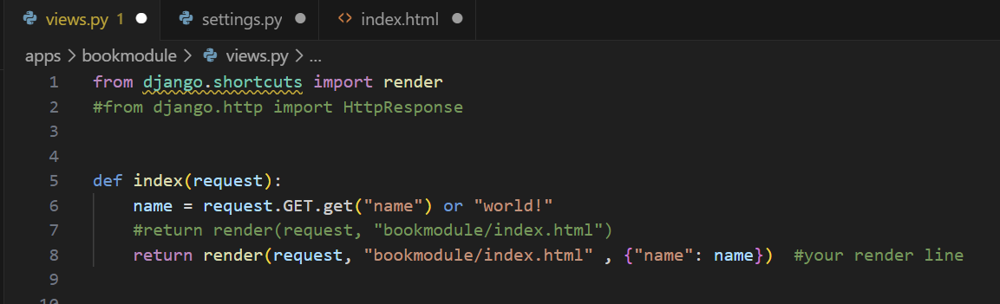 views.py 1 settings.py <> index.html
apps > bookmodule > views.py > ...
1 from django.shortcuts import render
2 #from django.http import HttpResponse
3
4
5 def index(request):
6     name = request.GET.get("name") or "world!"
7     #return render(request, "bookmodule/index.html")
8     return render(request, "bookmodule/index.html" , {"name": name})  #your render line
9
10